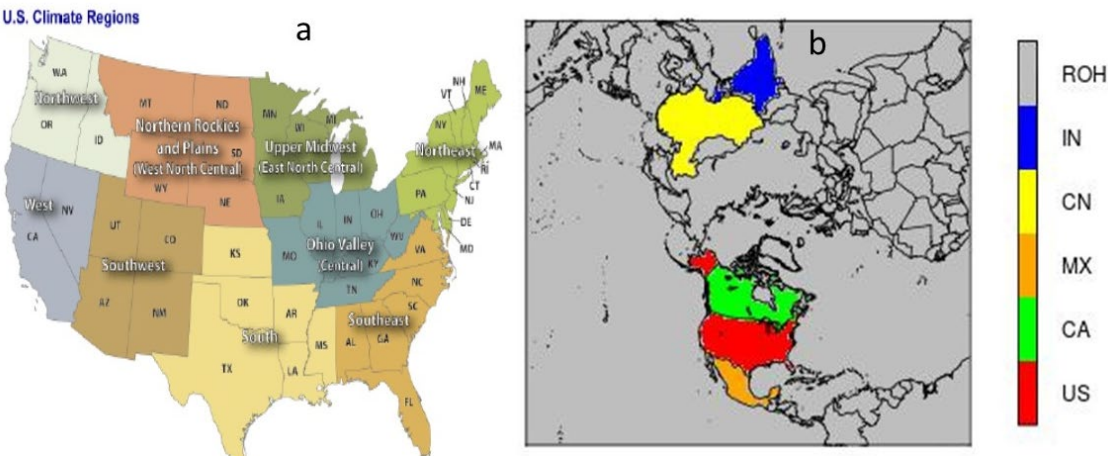 U.S. Climate Regions
a
b
WA
Northwest
OR
ID
MT
ND
Northern Rockies
and Plains
(West North Central)
SD
WY
NE
MN
WI
MI
Upper Midwest
(East North Central)
IA
NH
VT
ME
NY
Northeast
MA
RI
CT
NJ
PA
DE
MD
West
NV
CA
UT
CO
Southwest
AZ
NM
IL
IN
OH
WV
Ohio Valley
(Central)
MO
KY
TN
VA
NC
SC
Southeast
AL
GA
FL
KS
OK
AR
South
MS
TX
LA
ROH
IN
CN
MX
CA
US